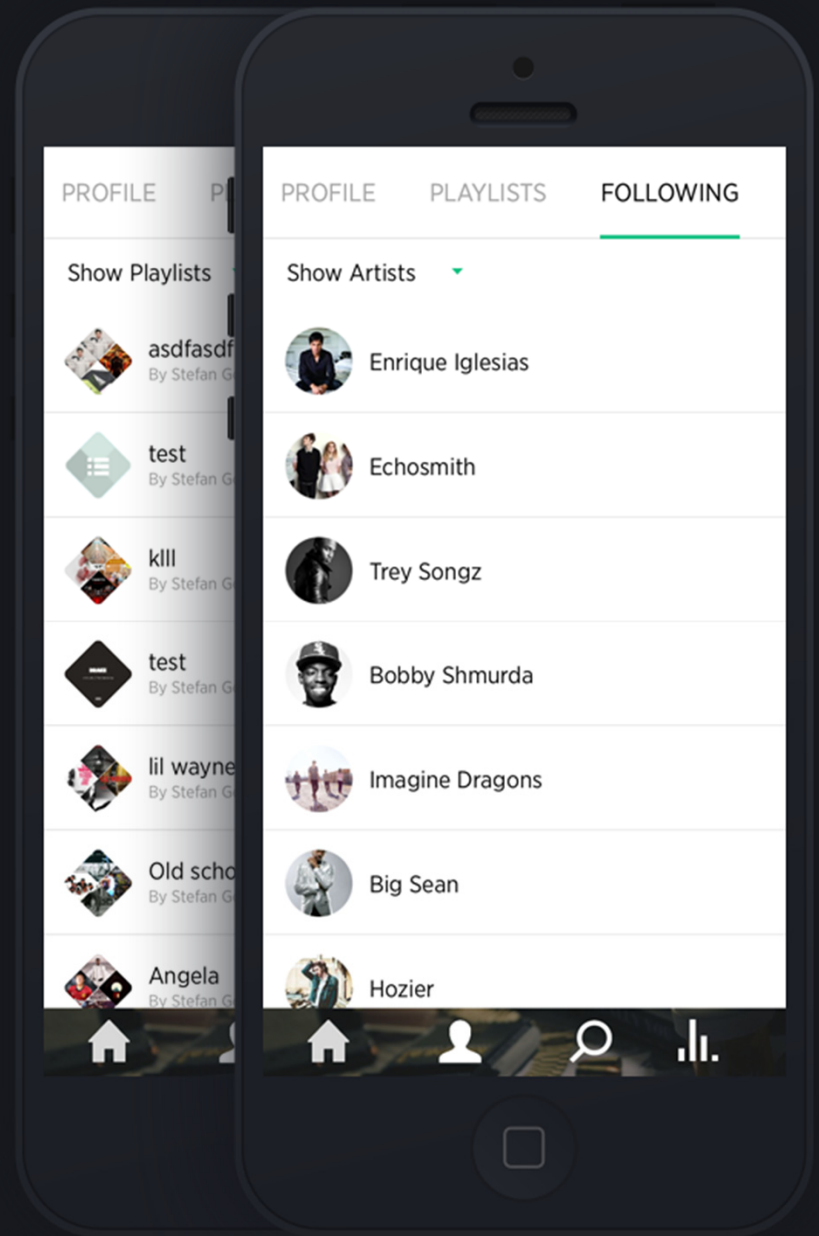 PROFILE
Show Playlists
asdfasdf
By Stefan
test
By Stefan
klll
By Stefan
test
By Stefan
lil wayne
By Stefan
Old scho
By Stefan
Angela
By Stefan
PROFILE PLAYLISTS FOLLOWING
Show Artists
Enrique Iglesias
Echosmith
Trey Songz
Bobby Shmurda
Imagine Dragons
Big Sean
Hozier